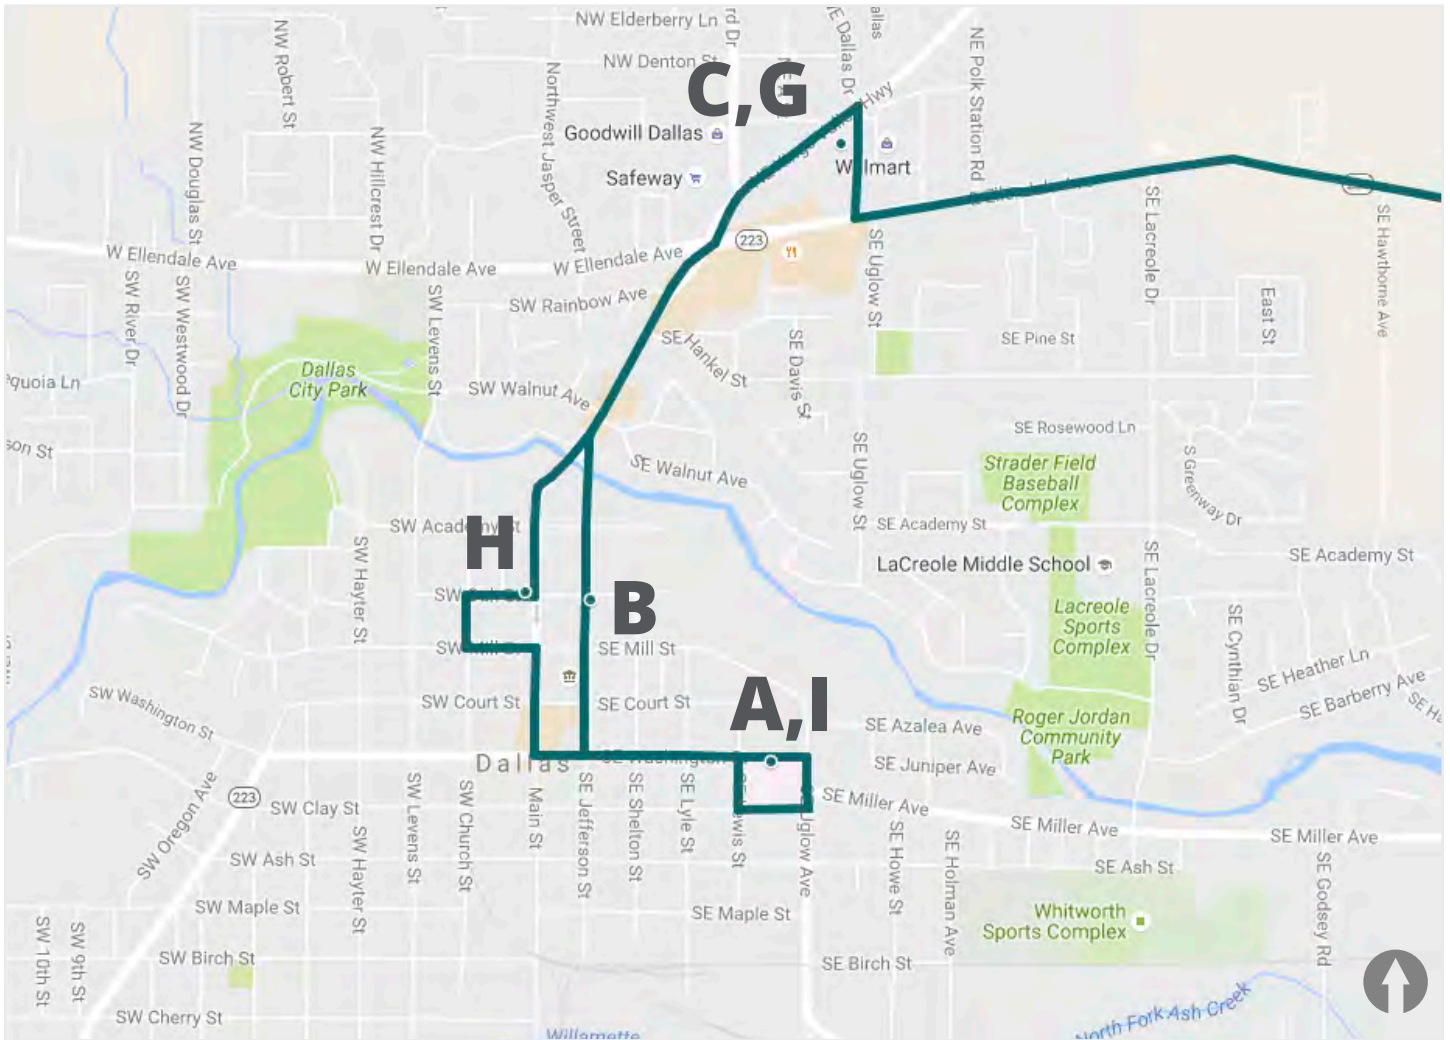 NW Elderberry Ln
NW Robert St
NW Denton St
C,G
Hwy
NE Polk Station Rd
Goodwill Dallas
Northwest Jasper Street
NW Douglas St
NW Hillcrest Dr
Safeway
Walmart
SE Lacreole Dr
SE Hawthorne Ave
W Ellendale Ave
W Ellendale Ave
W Ellendale Ave
223
SE Uglow St
SW River Dr
SW Westwood Dr
SW Levens St
SW Rainbow Ave
East St
SE Pine St
SE Hankel St
SE Davis St
Dallas
City Park
SW Walnut Ave
SE Rosewood Ln
SE Uglow St
S Greenway Dr
Strader Field
Baseball
Complex
SE Walnut Ave
SW Academy St
SE Academy St
SE Academy St
H
SW Hayter St
LaCreole Middle School
SE Lacreole Dr
B
Lacreole
Sports
Complex
SE Cynthian Dr
SE Mill St
SE Heather Ln
SE Barberry Ave
SW Washington St
SW Court St
SE Court St
A,I
SE Azalea Ave
Roger Jordan
Community
Park
Dallas
SE Juniper Ave
SW Oregon Ave
223
SW Clay St
SW Levens St
SW Church St
Main St
SE Jefferson St
SE Shelton St
SE Lyle St
SE Miller Ave
SE Miller Ave
SE Miller Ave
Uglow Ave
SW Ash St
SW Hayter St
SE Howe St
SE Holman Ave
SE Ash St
SE Godsey Rd
SW Maple St
SE Maple St
Whitworth
Sports Complex
SW 10th St
SW 9th St
SW Birch St
SE Birch St
SW Cherry St
North Fork Ash Creek